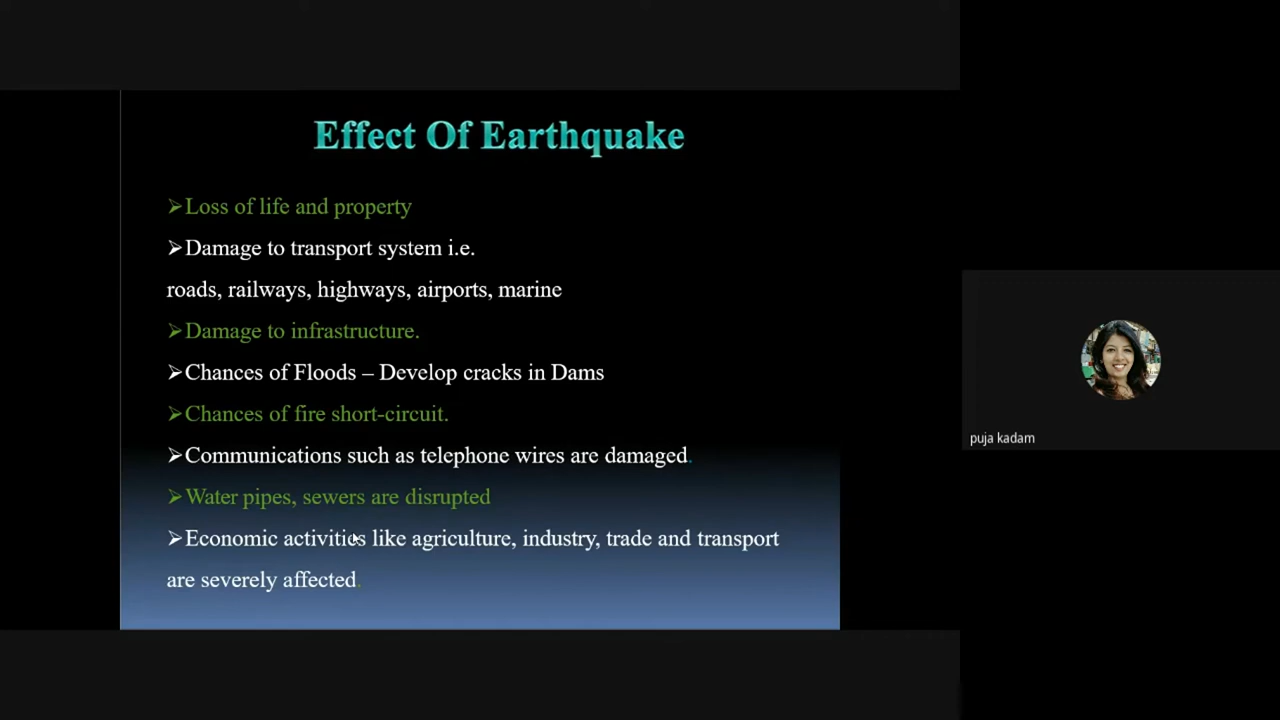 Effect Of Earthquake
➢Loss of life and property
➢Damage to transport system i.e.
roads, railways, highways, airports, marine
➢Damage to infrastructure.
➢Chances of Floods – Develop cracks in Dams
➢Chances of fire short-circuit.
➢Communications such as telephone wires are damaged.
➢Water pipes, sewers are disrupted
➢Economic activities like agriculture, industry, trade and transport
are severely affected.
puja kadam